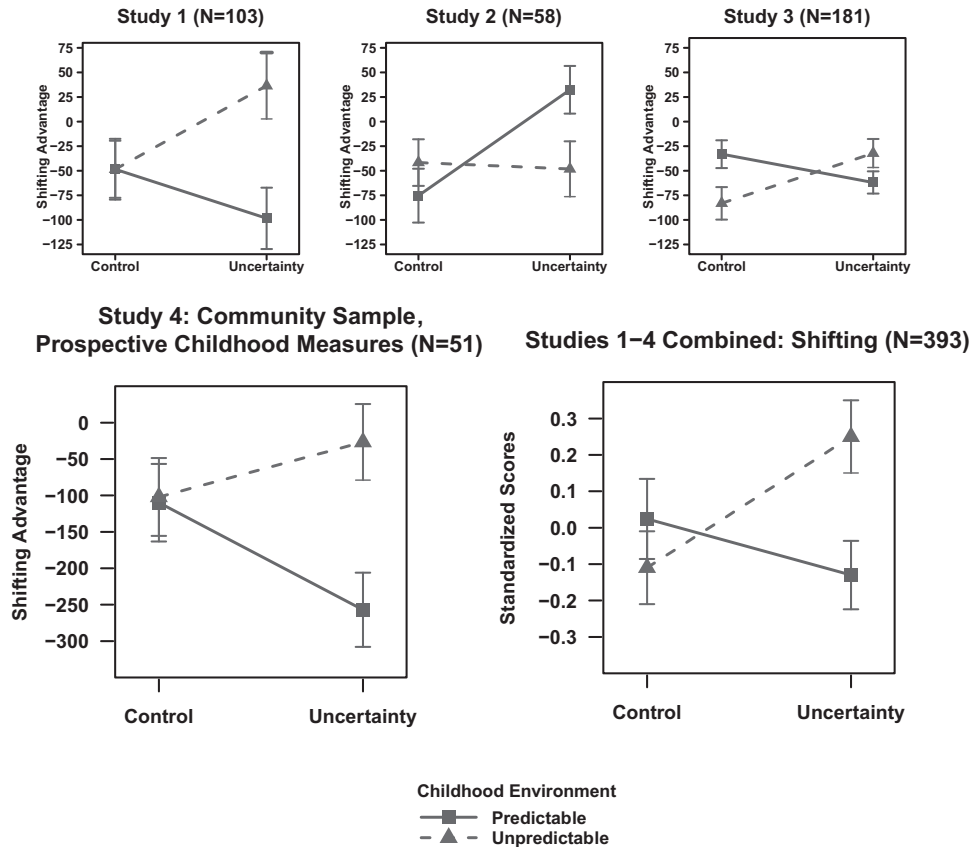 Study 1 (N=103)
Study 2 (N=58)
Study 3 (N=181)
Shifting Advantage
75
50
25
0
−25
−50
−75
−100
−125
Control
Uncertainty
Shifting Advantage
75
50
25
0
−25
−50
−75
−100
−125
Control
Uncertainty
Shifting Advantage
75
50
25
0
−25
−50
−75
−100
−125
Control
Uncertainty
Study 4: Community Sample,
Prospective Childhood Measures (N=51)
Shifting Advantage
0
−50
−100
−150
−200
−250
−300
Control
Uncertainty
Studies 1−4 Combined: Shifting (N=393)
Standardized Scores
0.3
0.2
0.1
0.0
−0.1
−0.2
−0.3
Control
Uncertainty
Childhood Environment
Predictable
Unpredictable